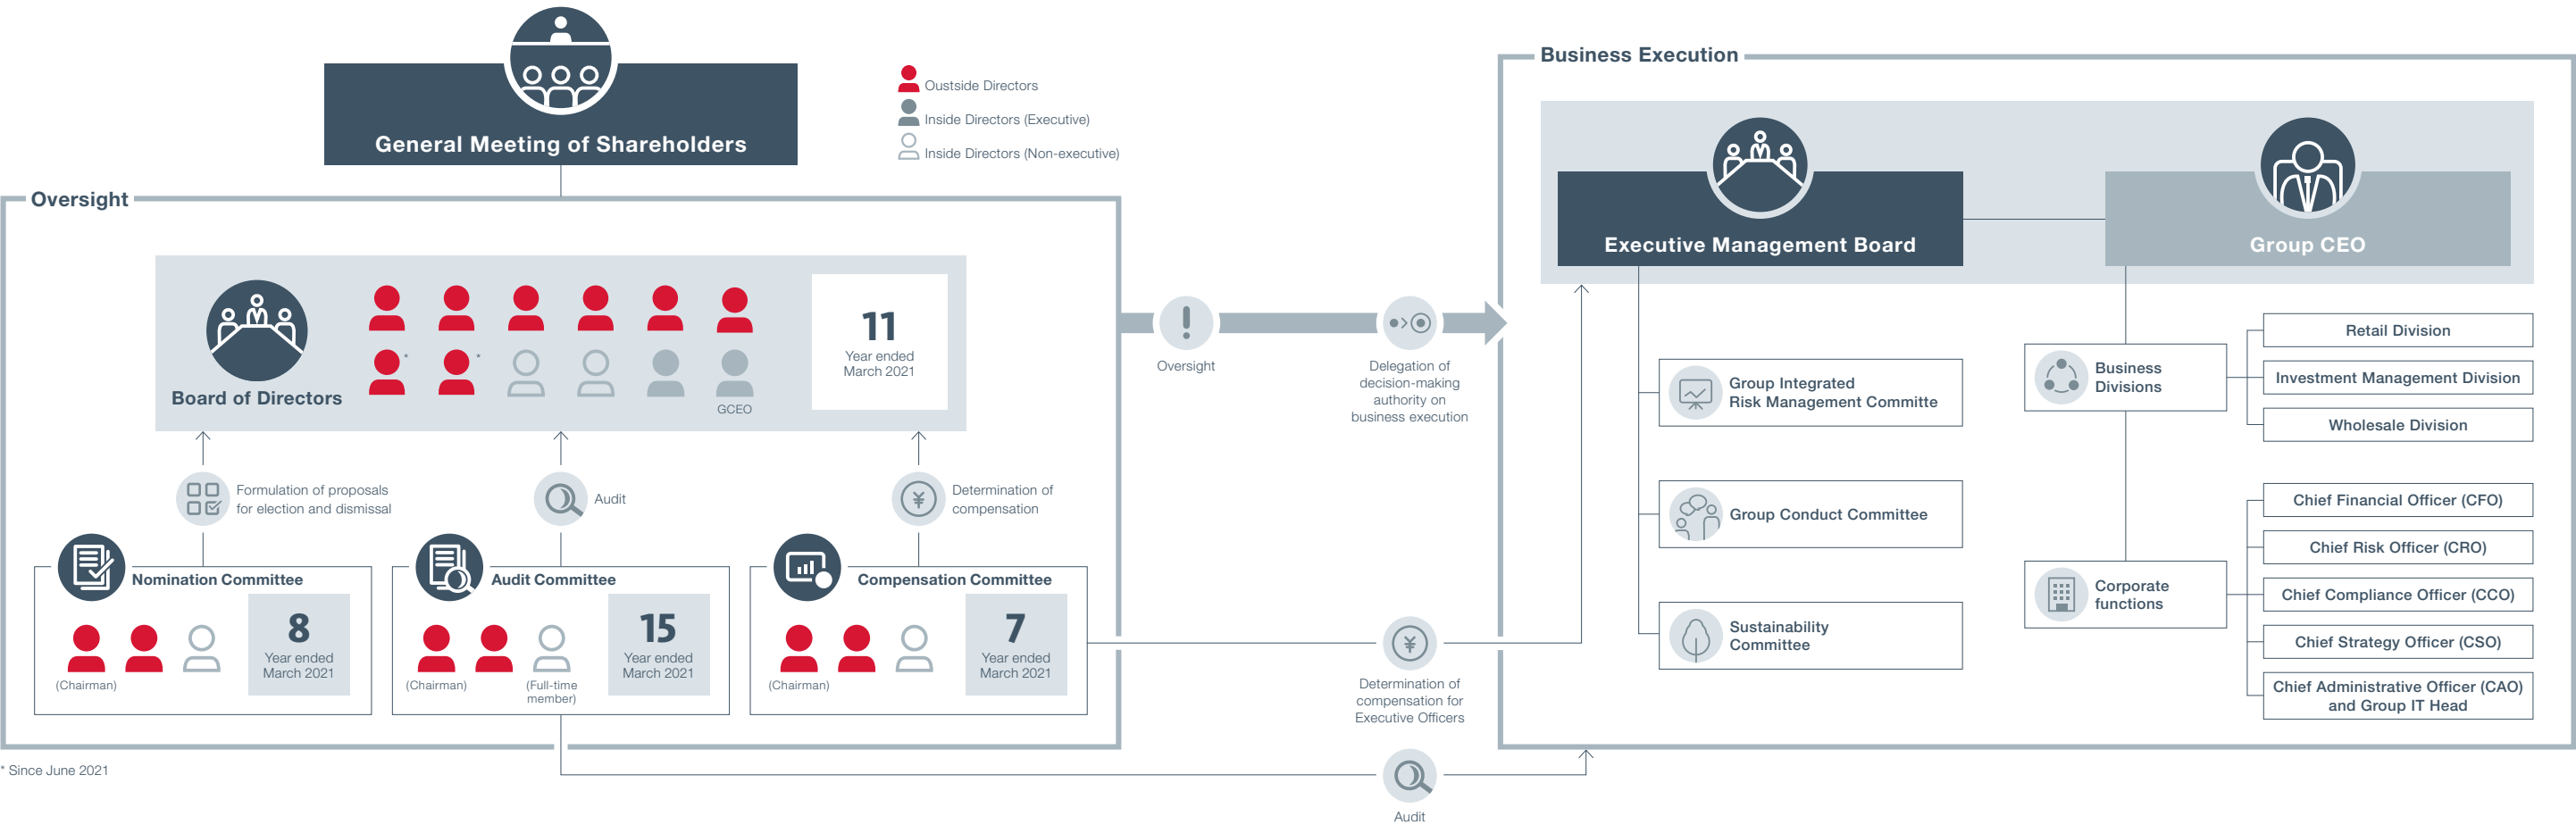 General Meeting of Shareholders
Oustside Directors
Inside Directors (Executive)
Inside Directors (Non-executive)
Oversight
Board of Directors
*
*
GCEO
11
Year ended
March 2021
Formulation of proposals
for election and dismissal
Audit
Determination of
compensation
Nomination Committee
(Chairman)
8
Year ended
March 2021
Audit Committee
(Chairman)
(Full-time
member)
15
Year ended
March 2021
Compensation Committee
(Chairman)
7
Year ended
March 2021
* Since June 2021
Oversight
Delegation of
decision-making
authority on
business execution
Determination of
compensation for
Executive Officers
Audit
Business Execution
Executive Management Board
Group CEO
Group Integrated
Risk Management Committe
Group Conduct Committee
Sustainability
Committee
Business
Divisions
Retail Division
Investment Management Division
Wholesale Division
Corporate
functions
Chief Financial Officer (CFO)
Chief Risk Officer (CRO)
Chief Compliance Officer (CCO)
Chief Strategy Officer (CSO)
Chief Administrative Officer (CAO)
and Group IT Head